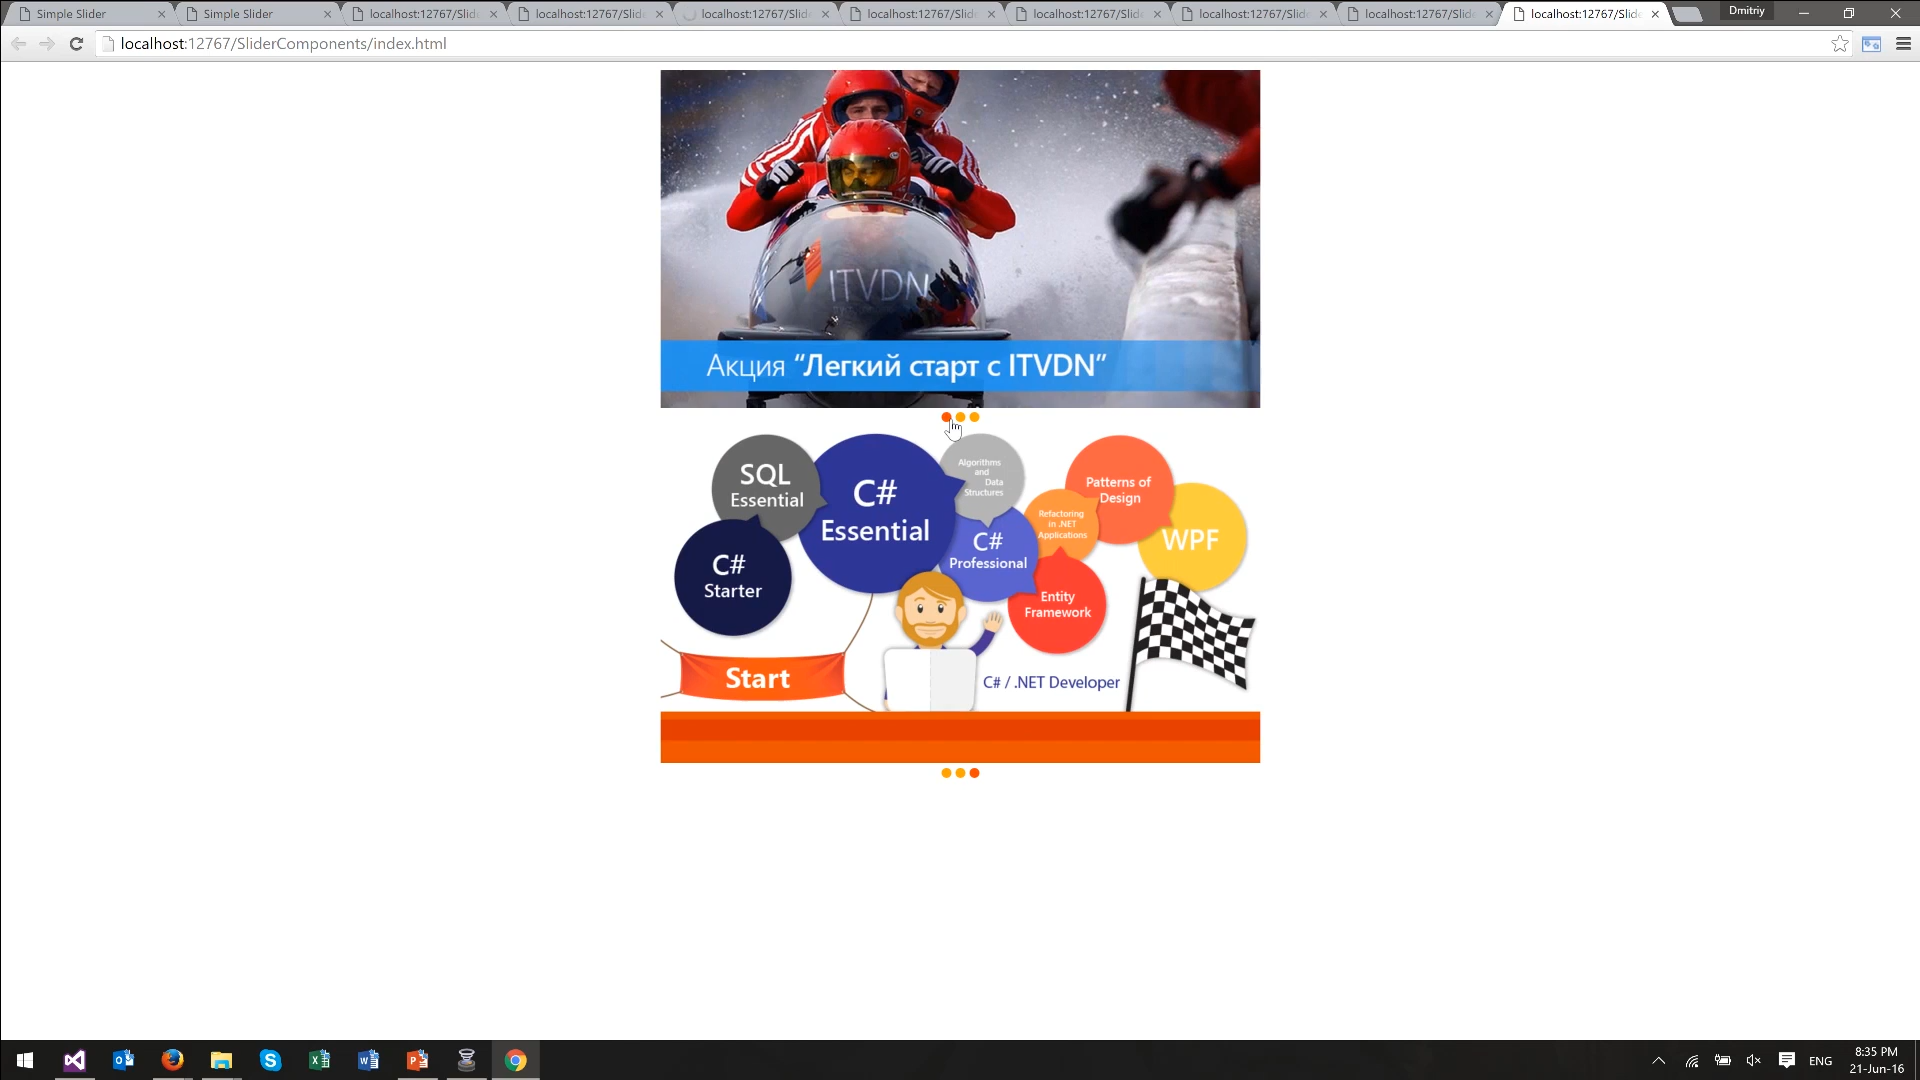 Simple Slider
Simple Slider
localhost:12767/Slid
localhost:12767/Slid
localhost:12767/Slid
localhost:12767/Slid
localhost:12767/Slid
localhost:12767/Slid
localhost:12767/Slid
localhost:12767/Slid
Dmitriy
localhost:12767/SliderComponents/index.html
ITVDN
Акция “Легкий старт с ITVDN”
SQL
Essential
C#
Essential
Algorithms
and
Data
Structures
Patterns of
Design
Refactoring
in .NET
Applications
WPF
C#
Professional
C#
Starter
Entity
Framework
Start
C# / .NET Developer
ENG
8:35 PM
21-Jun-16